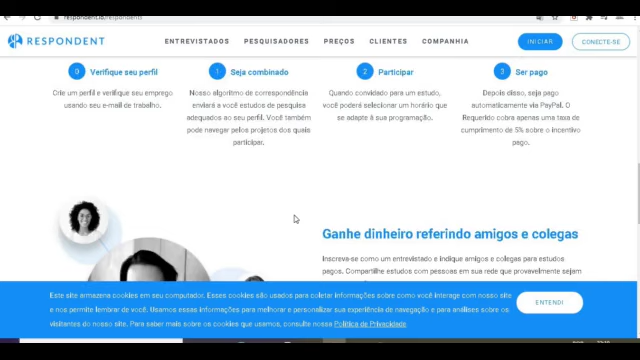 respondent.io/respondents
RESPONDENT
ENTREVISTADOS PESQUISADORES PREÇOS CLIENTES COMPANHIA INICIAR CONECTE-SE
0 Verifique seu perfil
Crie um perfil e verifique seu emprego
usando seu e-mail de trabalho.
1 Seja combinado
Nosso algoritmo de correspondência
enviará a você estudos de pesquisa
adequados ao seu perfil. Você também
pode navegar pelos projetos dos quais
participar.
2 Participar
Quando convidado para um estudo,
você poderá selecionar um horário que
se adapte à sua programação.
3 Ser pago
Depois disso, seja pago
automaticamente via PayPal. O
Requerido cobra apenas uma taxa de
cumprimento de 5% sobre o incentivo
pago.
Ganhe dinheiro referindo amigos e colegas
Inscreva-se como um entrevistado e indique amigos e colegas para estudos
pagos. Compartilhe estudos com pessoas em sua rede que provavelmente sejam
Este site armazena cookies em seu computador. Esses cookies são usados para coletar informações sobre como você interage com nosso site
e nos permite lembrar de você. Usamos essas informações para melhorar e personalizar sua experiência de navegação e para análises sobre os
visitantes do nosso site. Para saber mais sobre os cookies que usamos, consulte nossa Política de Privacidade.
ENTENDI